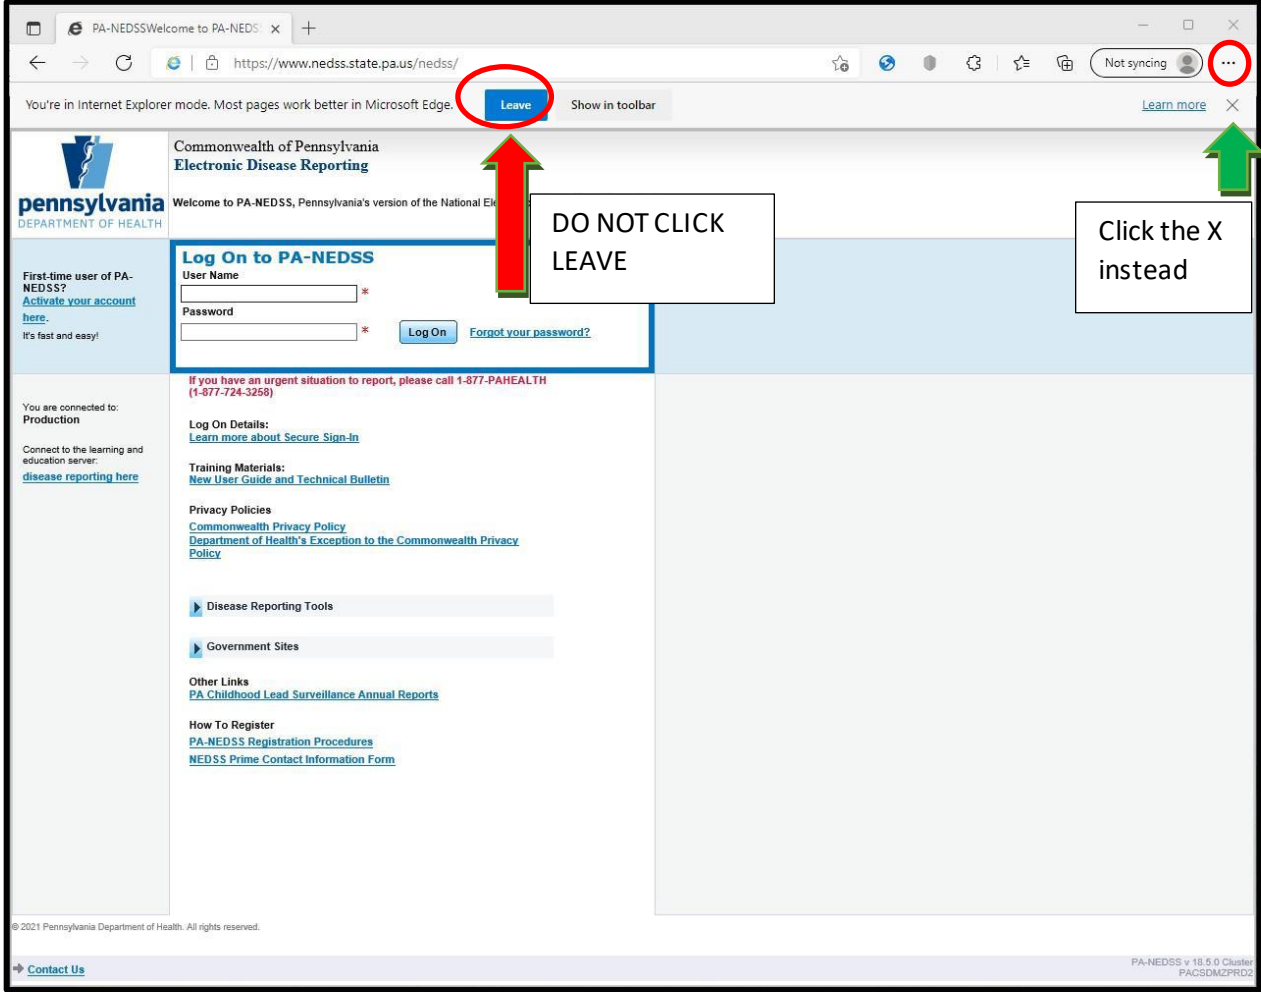 PA-NEDSSWelcome to PA-NEDS
https://www.nedss.state.pa.us/nedss/
Not syncing
You're in Internet Explorer mode. Most pages work better in Microsoft Edge.
Leave
Show in toolbar
Learn more
pennsylvania
DEPARTMENT OF HEALTH
Commonwealth of Pennsylvania
Electronic Disease Reporting
Welcome to PA-NEDSS, Pennsylvania's version of the National
DO NOT CLICK
LEAVE
Click the X
instead
First-time user of PA-
NEDSS?
Activate your account
here.
It's fast and easy!
Log On to PA-NEDSS
User Name
*
Password
*
Log On
Forgot your password?
If you have an urgent situation to report, please call 1-877-PAHEALTH
(1-877-724-3258)
You are connected to:
Production
Connect to the learning and
education server:
disease reporting here
Log On Details:
Learn more about Secure Sign-In
Training Materials:
New User Guide and Technical Bulletin
Privacy Policies
Commonwealth Privacy Policy
Department of Health's Exception to the Commonwealth Privacy
Policy
Disease Reporting Tools
Government Sites
Other Links
PA Childhood Lead Surveillance Annual Reports
How To Register
PA-NEDSS Registration Procedures
NEDSS Prime Contact Information Form
© 2021 Pennsylvania Department of Health. All rights reserved.
Contact Us
PA-NEDSS v 18.5.0 Cluster
PACSDMZPRD2